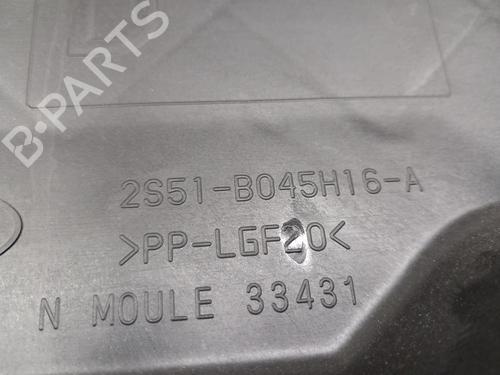 B-PARTS
2S51-B045H16-A
>PP-LGF20<
N MOULE 33431